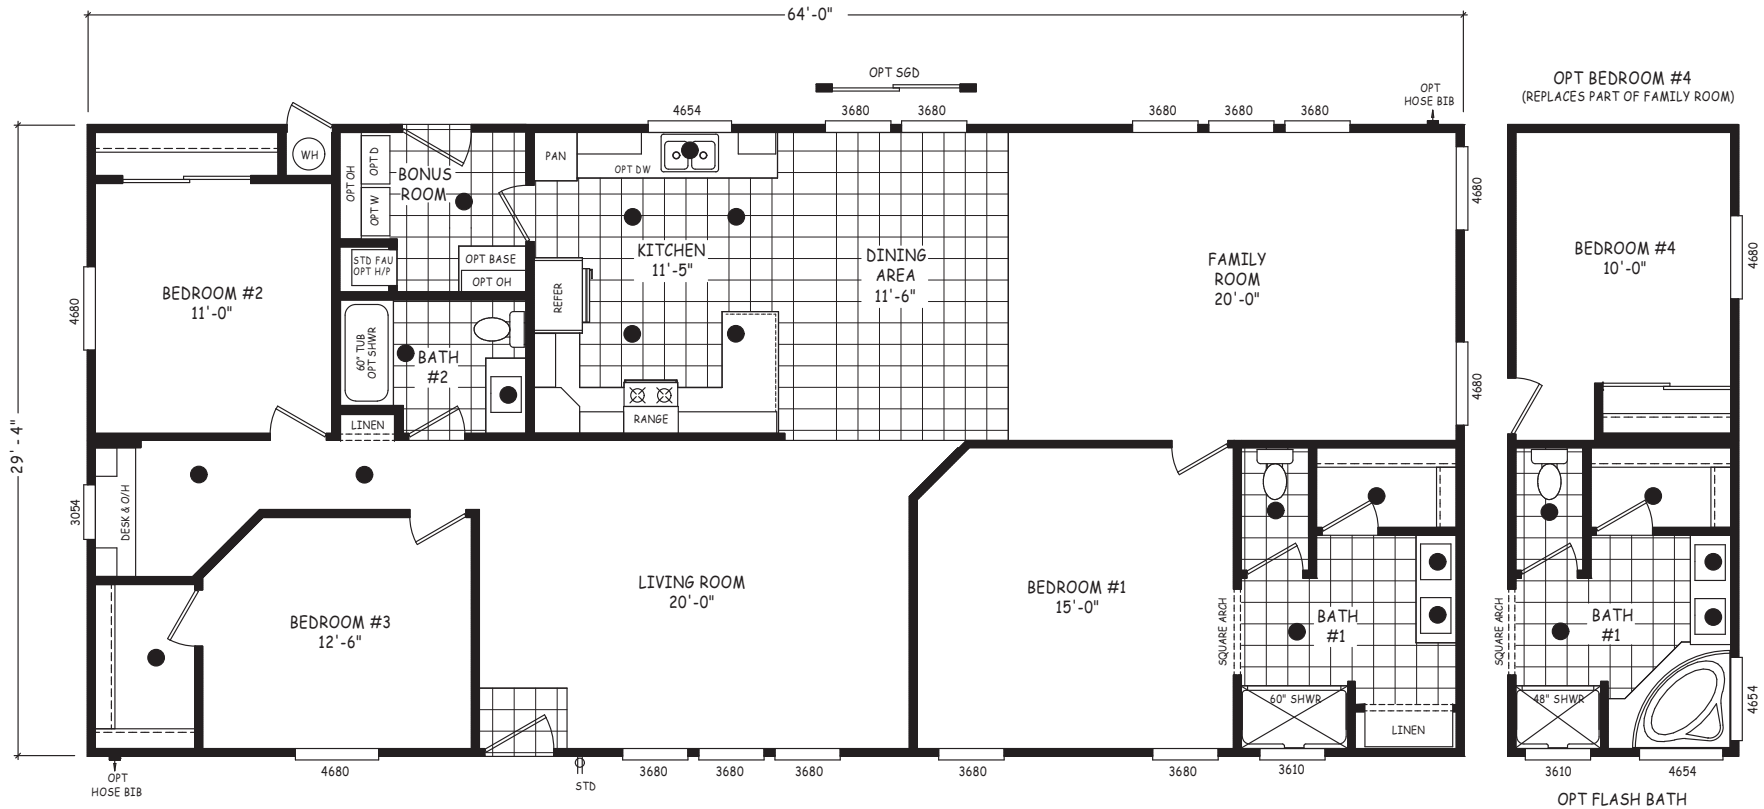 64'-0"
OPT SGD
OPT
HOSE BIB
OPT BEDROOM #4
(REPLACES PART OF FAMILY ROOM)
4654
3680
3680
3680
3680
3680
WH
OPT OH
OPT D
OPT W
BONUS
ROOM
PAN
OPT DW
4680
STD FAU
OPT H/P
OPT BASE
OPT OH
KITCHEN
11'-5"
DINING
AREA
11'-6"
FAMILY
ROOM
20'-0"
BEDROOM #4
10'-0"
4680
BEDROOM #2
11'-0"
4680
REFER
60" TUB
OPT SHWR
BATH
#2
4680
LINEN
RANGE
29'-4"
3054
DESK & O/H
BEDROOM #3
12'-6"
LIVING ROOM
20'-0"
BEDROOM #1
15'-0"
SQUARE ARCH
BATH
#1
SQUARE ARCH
BATH
#1
60" SHWR
LINEN
48" SHWR
4654
OPT
HOSE BIB
4680
STD
3680
3680
3680
3680
3680
3610
3610
4654
OPT FLASH BATH